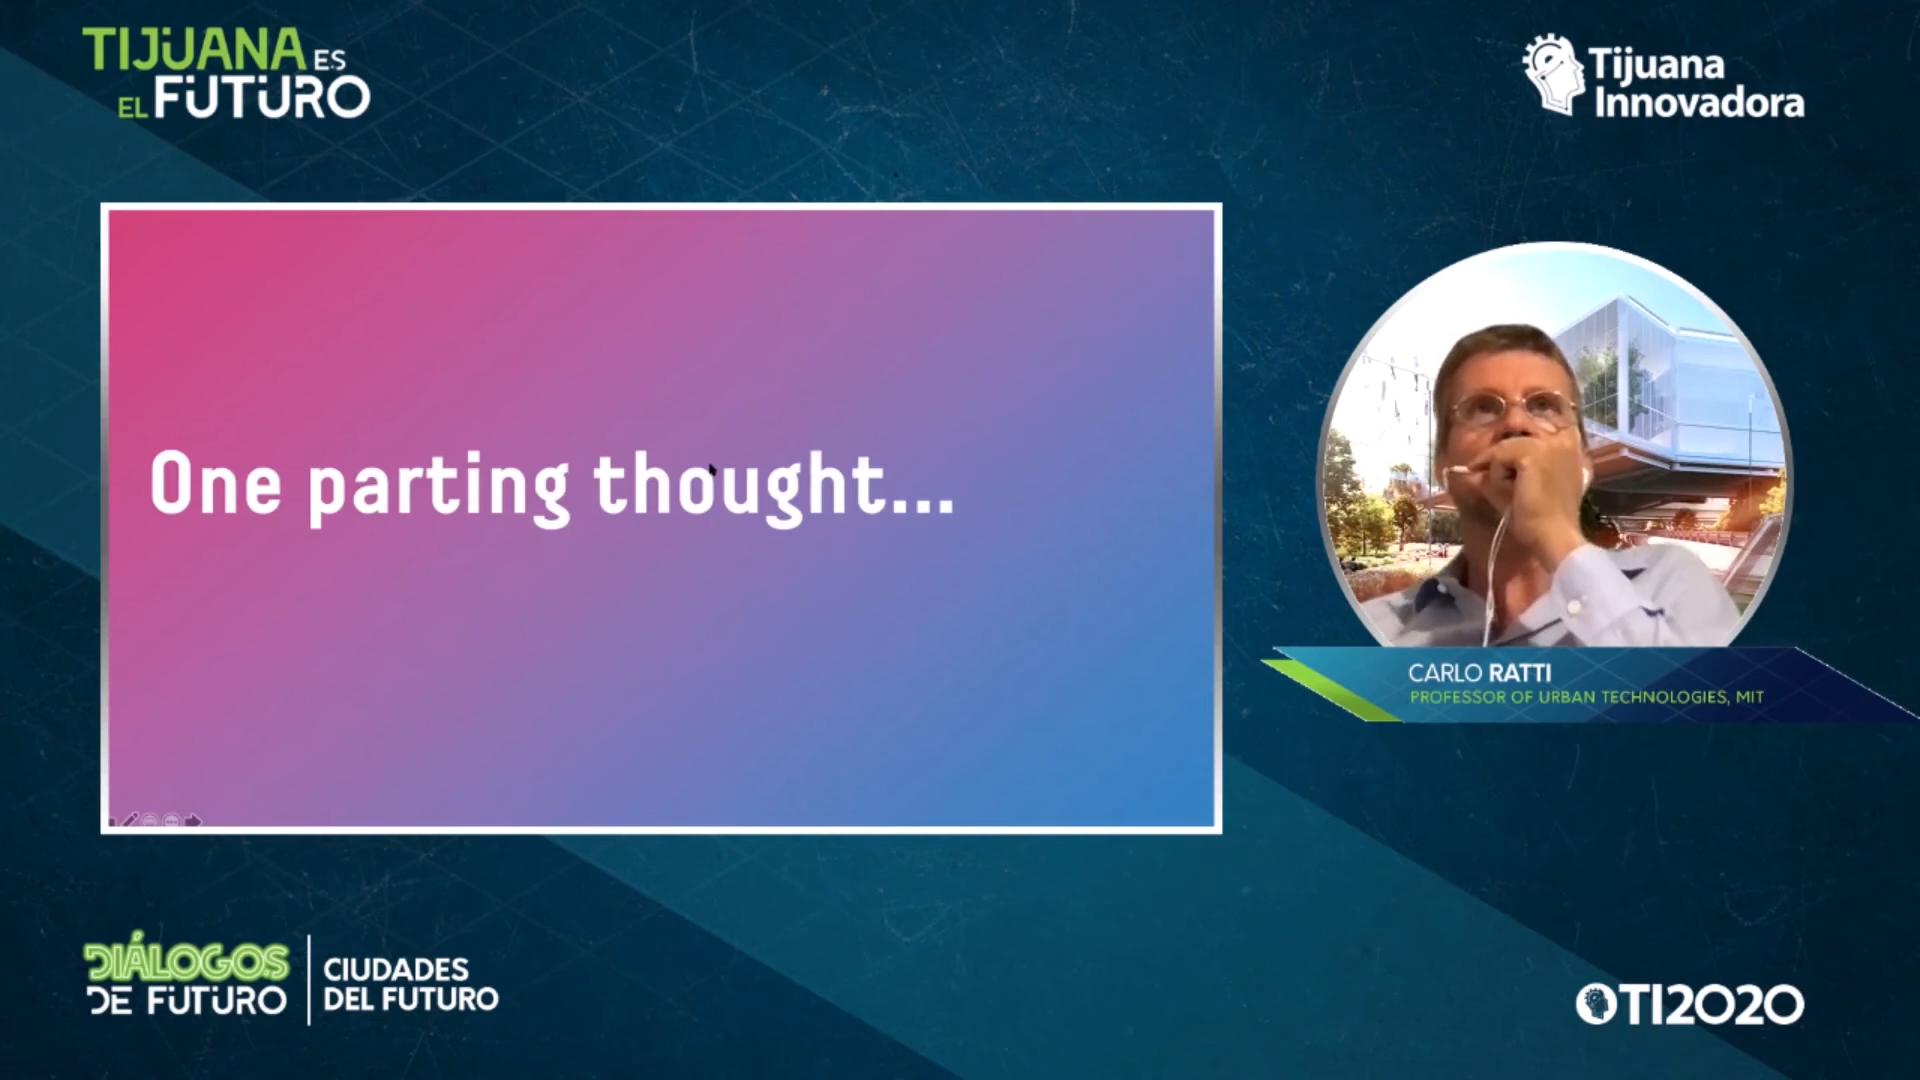 TIJUANA ES
EL FUTURO
Tijuana
Innovadora
One parting thought...
CARLO RATTI
PROFESSOR OF URBAN TECHNOLOGIES, MIT
DIÁLOGOS
DE FUTURO
CIUDADES
DEL FUTURO
TI2020